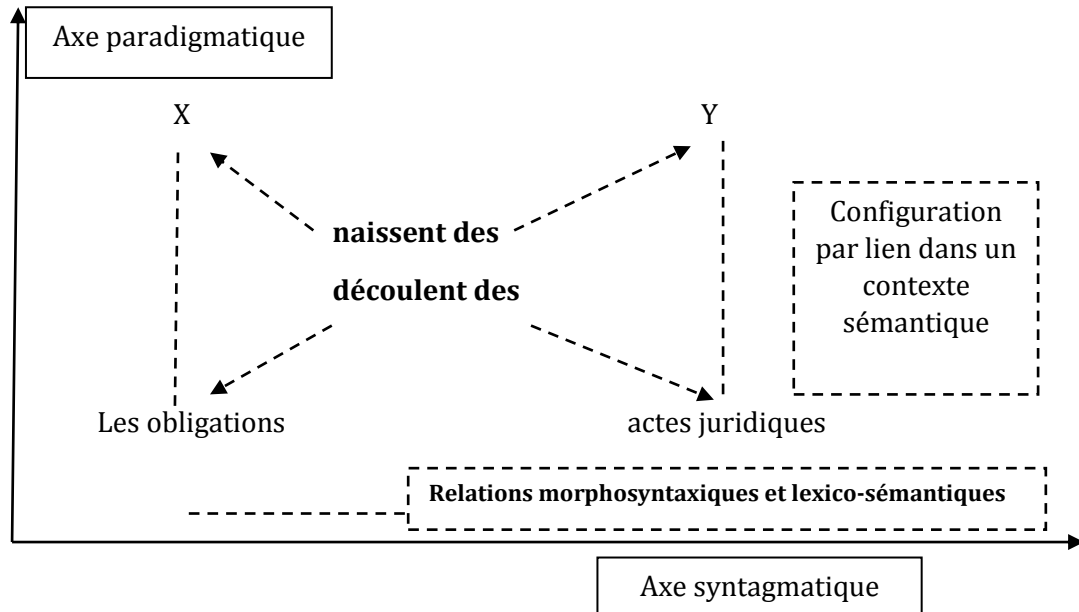 Axe paradigmatique
X
Y
naissent des
découlent des
Configuration
par lien dans un
contexte
sémantique
Les obligations
actes juridiques
Relations morphosyntaxiques et lexico-sémantiques
Axe syntagmatique